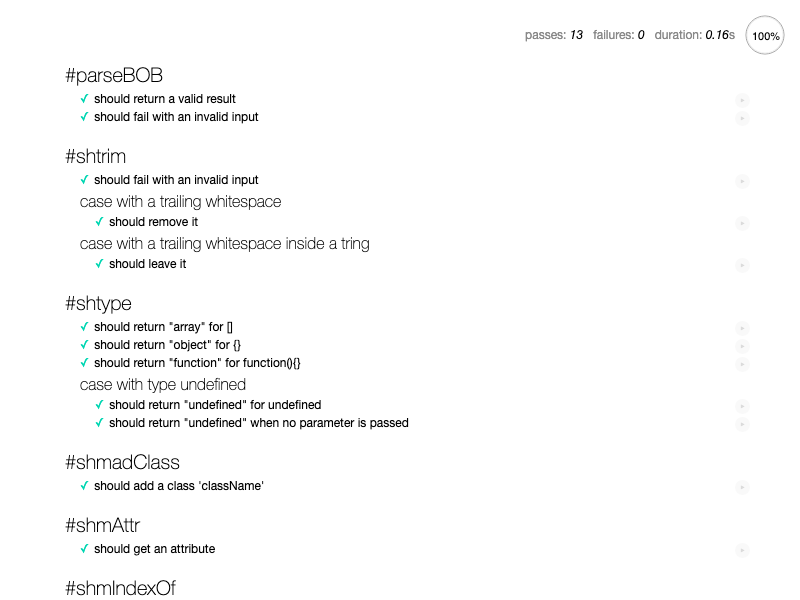 passes: 13 failures: 0 duration: 0.16s 100%
#parseBOB
✓ should return a valid result
✓ should fail with an invalid input
#shtrim
✓ should fail with an invalid input
case with a trailing whitespace
✓ should remove it
case with a trailing whitespace inside a tring
✓ should leave it
#shtype
✓ should return "array" for []
✓ should return "object" for {}
✓ should return "function" for function(){}
case with type undefined
✓ should return "undefined" for undefined
✓ should return "undefined" when no parameter is passed
#shmadClass
✓ should add a class 'className'
#shmAttr
✓ should get an attribute
#shmIndexOf